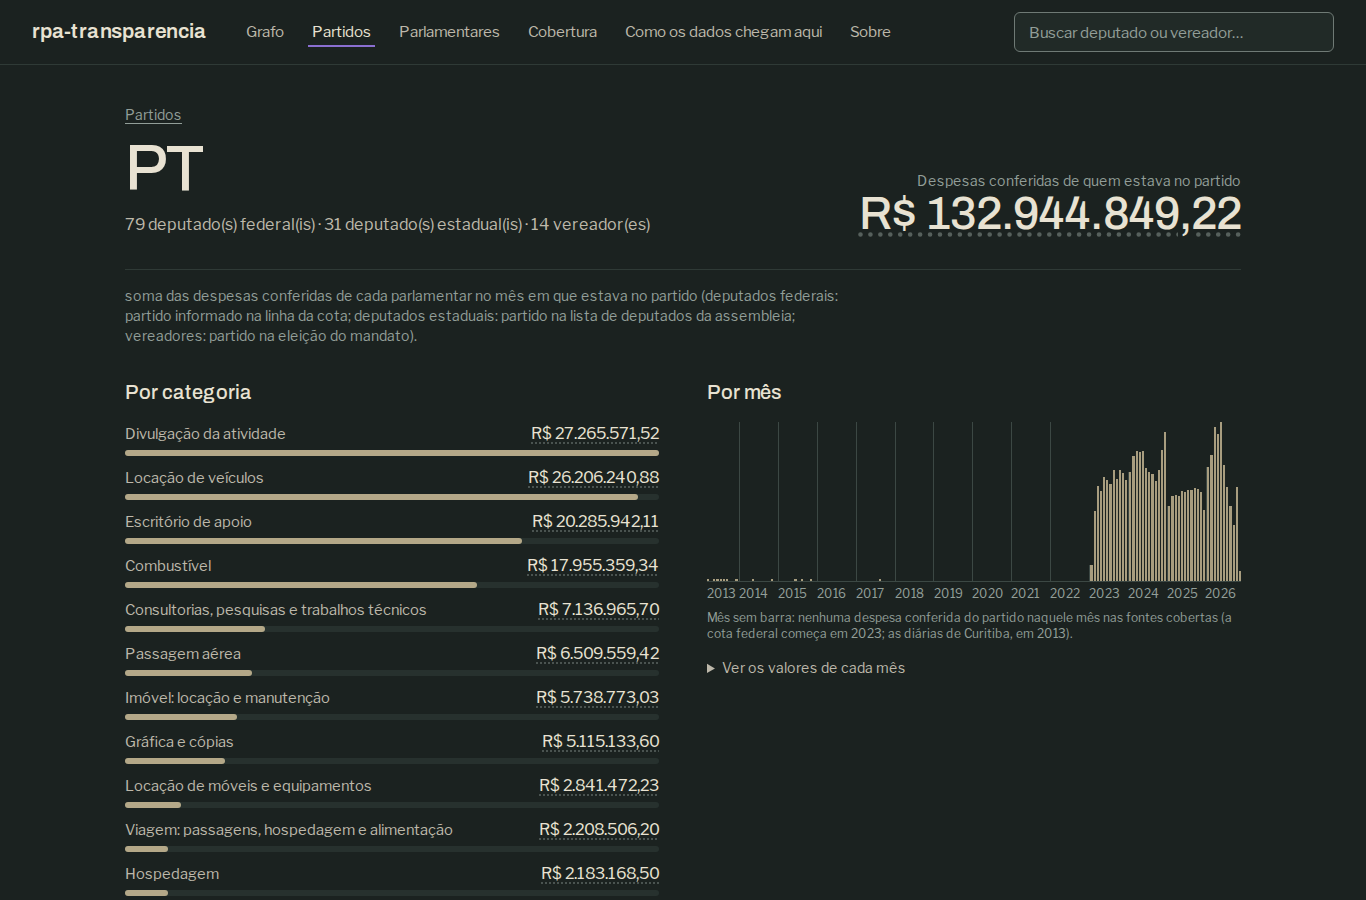 rpa-transparencia
Grafo
Partidos
Parlamentares
Cobertura
Como os dados chegam aqui
Sobre
Buscar deputado ou vereador...
Partidos
PT
79 deputado(s) federal(is) · 31 deputado(s) estadual(is) · 14 vereador(es)
Despesas conferidas de quem estava no partido
R$ 132.944.849,22
soma das despesas conferidas de cada parlamentar no mês em que estava no partido (deputados federais:
partido informado na linha da cota; deputados estaduais: partido na lista de deputados da assembleia;
vereadores: partido na eleição do mandato).
Por categoria
Divulgação da atividade R$ 27.265.571,52
Locação de veículos R$ 26.206.240,88
Escritório de apoio R$ 20.285.942,11
Combustível R$ 17.955.359,34
Consultorias, pesquisas e trabalhos técnicos R$ 7.136.965,70
Passagem aérea R$ 6.509.559,42
Imóvel: locação e manutenção R$ 5.738.773,03
Gráfica e cópias R$ 5.115.133,60
Locação de móveis e equipamentos R$ 2.841.472,23
Viagem: passagens, hospedagem e alimentação R$ 2.208.506,20
Hospedagem R$ 2.183.168,50
Por mês
2013 2014 2015 2016 2017 2018 2019 2020 2021 2022 2023 2024 2025 2026
Mês sem barra: nenhuma despesa conferida do partido naquele mês nas fontes cobertas (a
cota federal começa em 2023; as diárias de Curitiba, em 2013).
▶ Ver os valores de cada mês